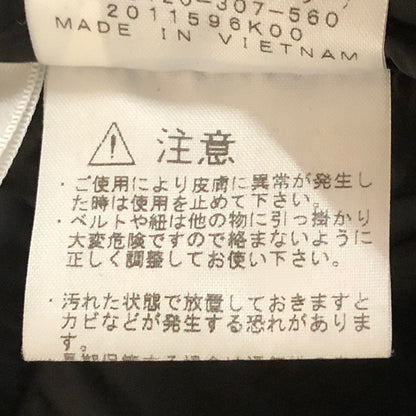 0120-307-560
2011596K00
MADE IN VIETNAM
注意
・ご使用により皮膚に異常が発生し
た時は使用を止めて下さい。
・ベルトや紐は他の物に引っ掛かり
大変危険ですので絡まないように
正しく調整してお使い下さい。
・汚れた状態で放置しておきますと
カビなどが発生する恐れがありま
す。